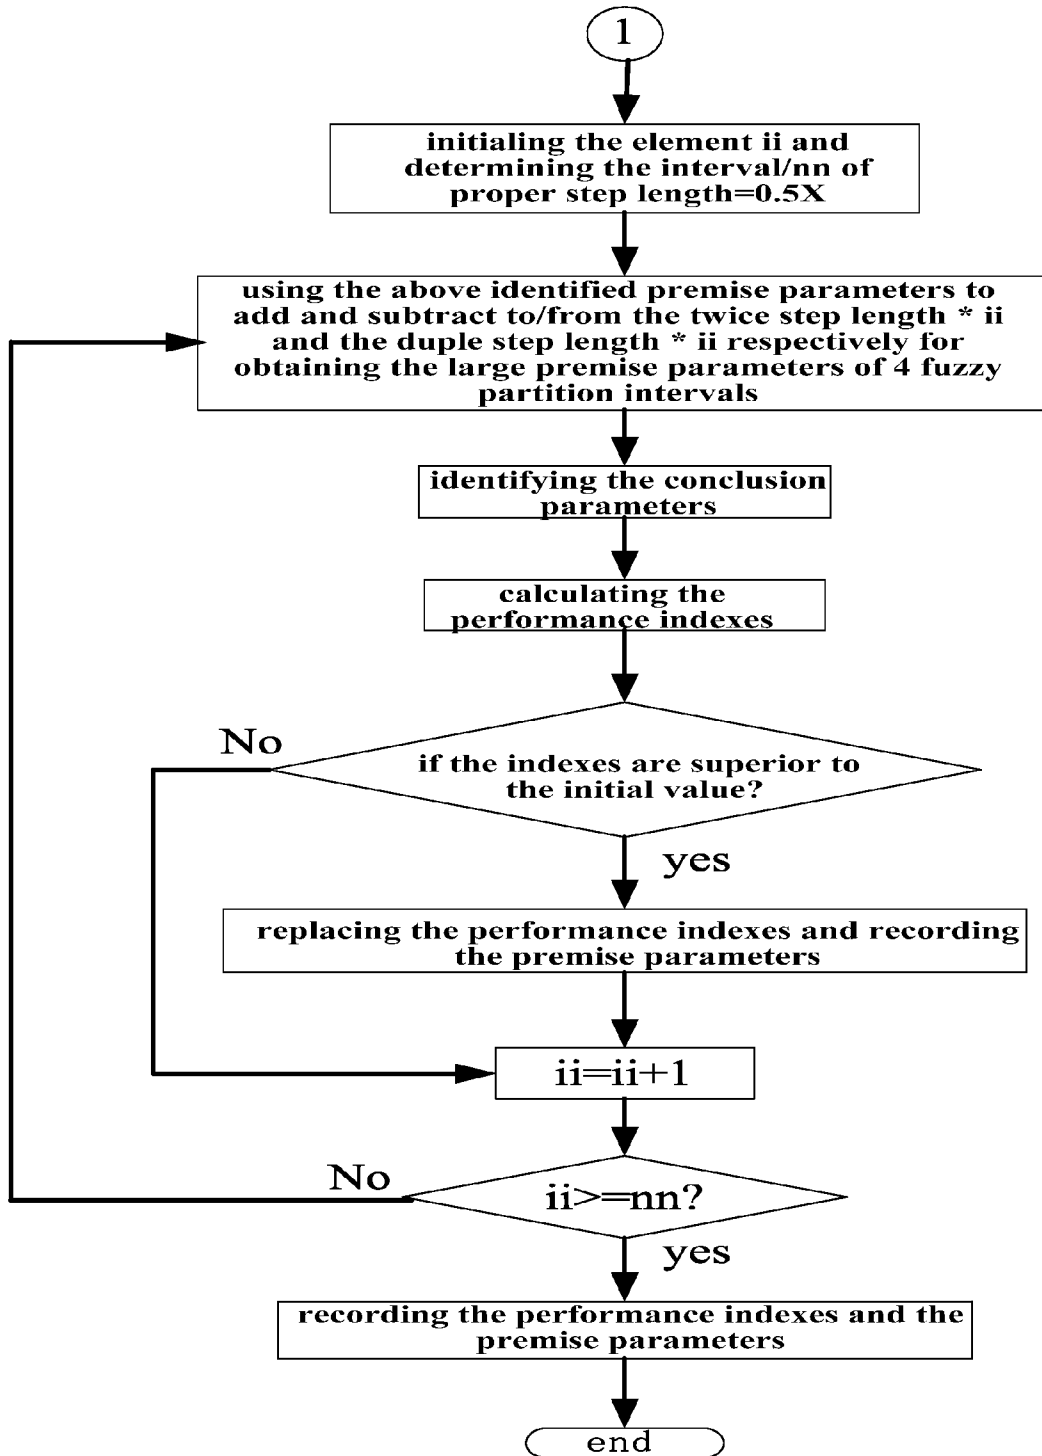 1
initialing the element ii and
determining the interval/nn of
proper step length=0.5X
using the above identified premise parameters to
add and subtract to/from the twice step length * ii
and the duple step length * ii respectively for
obtaining the large premise parameters of 4 fuzzy
partition intervals
identifying the conclusion
parameters
calculating the
performance indexes
No
if the indexes are superior to
the initial value?
yes
replacing the performance indexes and recording
the premise parameters
ii=ii+1
No
ii>=nn?
yes
recording the performance indexes and the
premise parameters
end